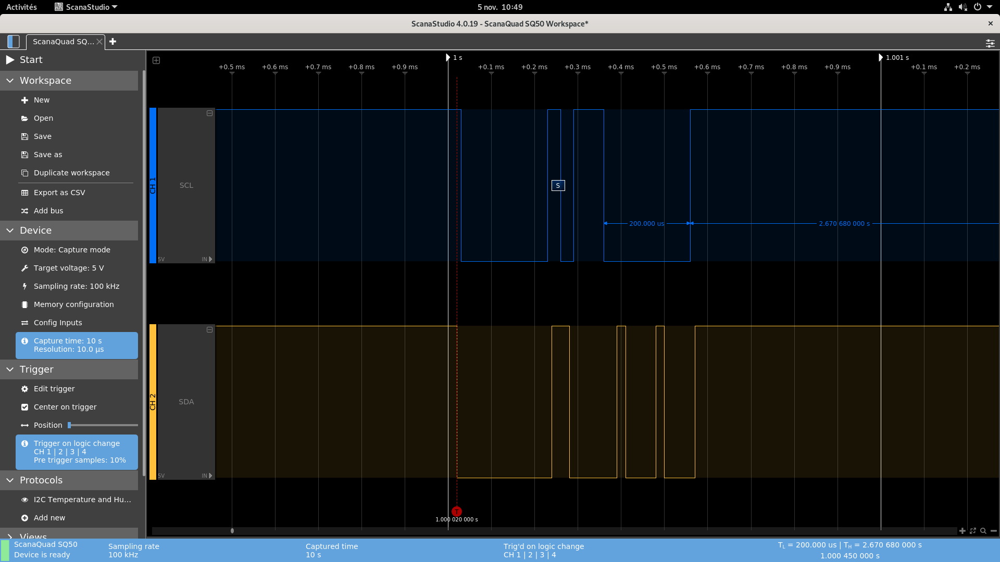 Activités
ScanaStudio
5 nov. 10:49
ScanaStudio 4.0.19 - ScanaQuad SQ50 Workspace*
ScanaQuad SQ...
Start
Workspace
New
Open
Save
Save as
Duplicate workspace
Export as CSV
Add bus
Device
Mode: Capture mode
Target voltage: 5 V
Sampling rate: 100 kHz
Memory configuration
Config Inputs
Capture time: 10 s
Resolution: 10.0 µs
Trigger
Edit trigger
Center on trigger
Position
Trigger on logic change
CH 1 | 2 | 3 | 4
Pre trigger samples: 10%
Protocols
I2C Temperature and Hu...
Add new
Views
1 s
1.001 s
+0.5 ms +0.6 ms +0.7 ms +0.8 ms +0.9 ms +0.1 ms +0.2 ms +0.3 ms +0.4 ms +0.5 ms +0.6 ms +0.7 ms +0.8 ms +0.9 ms +0.1 ms +0.2 ms
CH 1
SCL
5V
IN
S
200.000 us
2.670 680 000 s
CH 2
SDA
5V
IN
T
1.000 020 000 s
ScanaQuad SQ50
Device is ready
Sampling rate
100 kHz
Captured time
10 s
Trig'd on logic change
CH 1 | 2 | 3 | 4
TL = 200.000 us | TH = 2.670 680 000 s
1.000 450 000 s